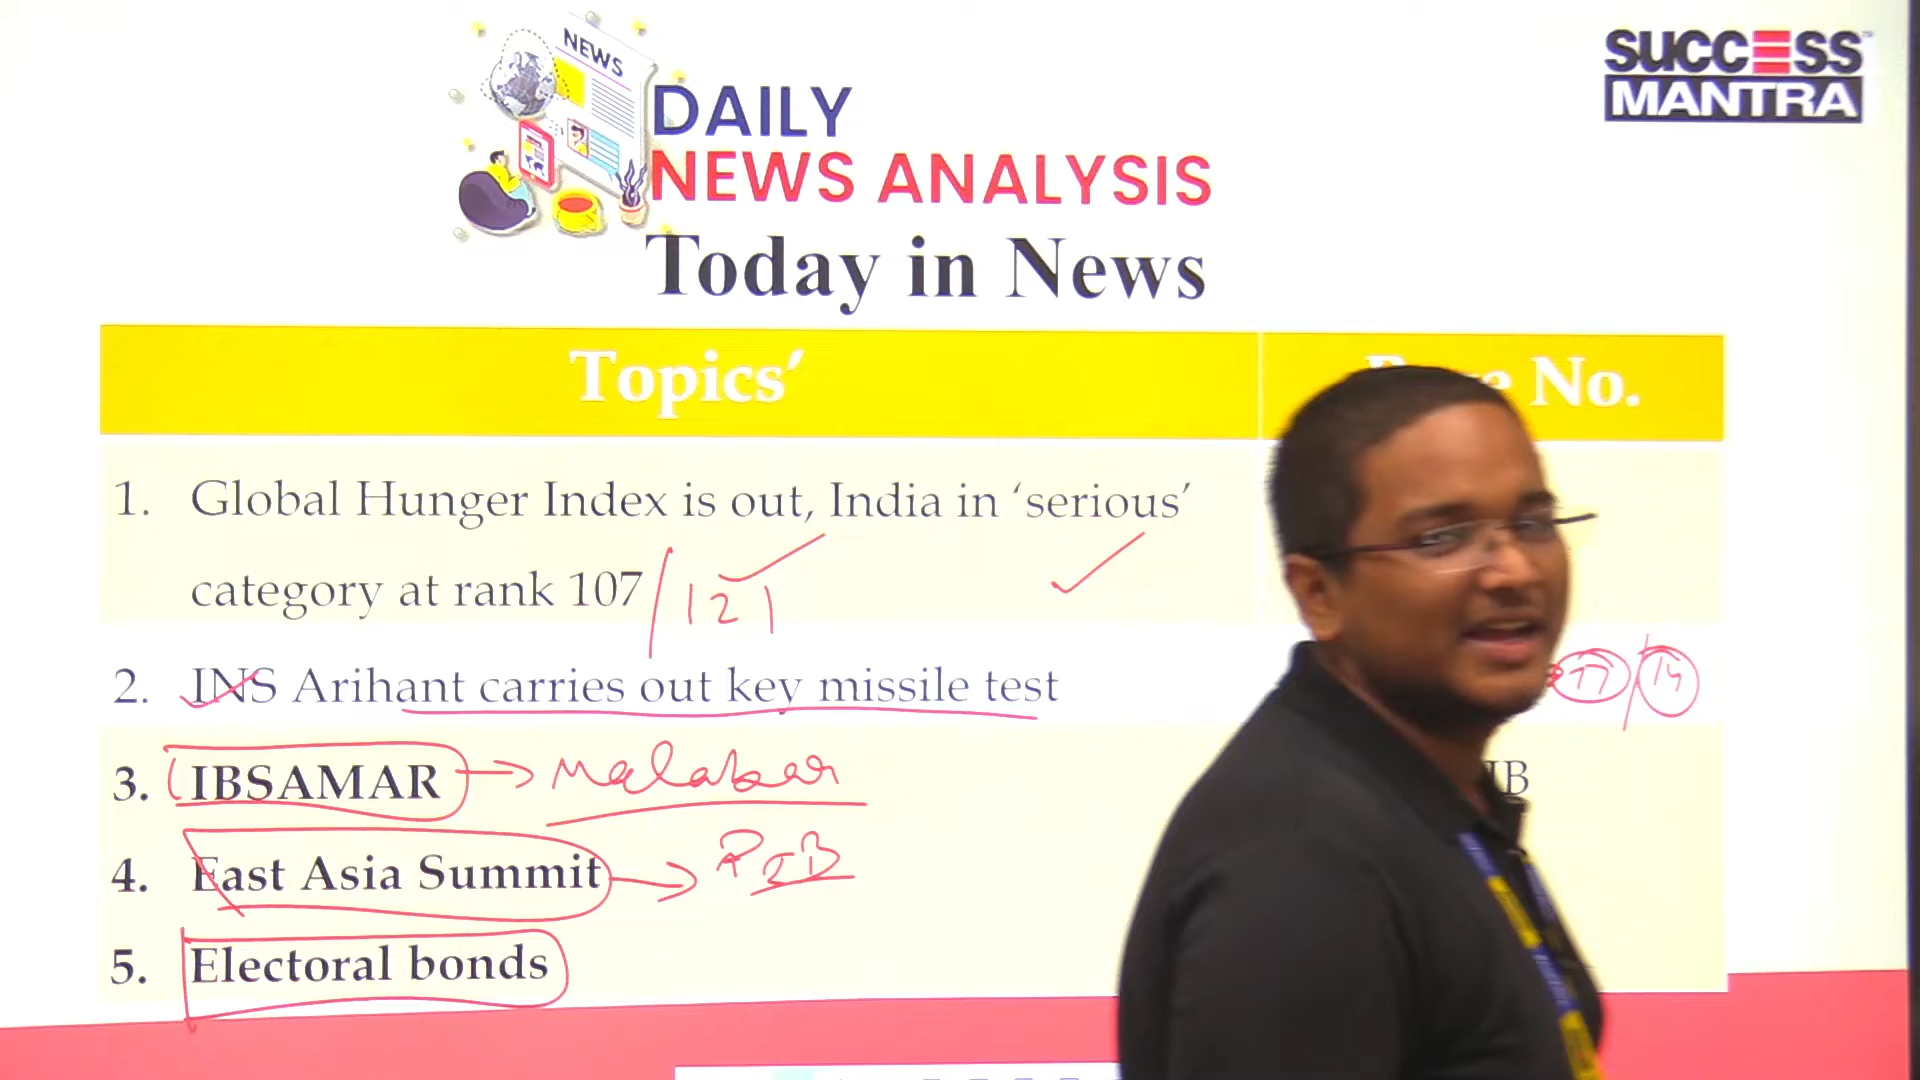 NEWS
DAILY
NEWS ANALYSIS
SUCCESS
MANTRA
Today in News
Topics’ No.
1. Global Hunger Index is out, India in ‘serious’
category at rank 107 / 121
2. INS Arihant carries out key missile test 14
3. IBSAMAR → Malabar IB
4. East Asia Summit → PIB
5. Electoral bonds